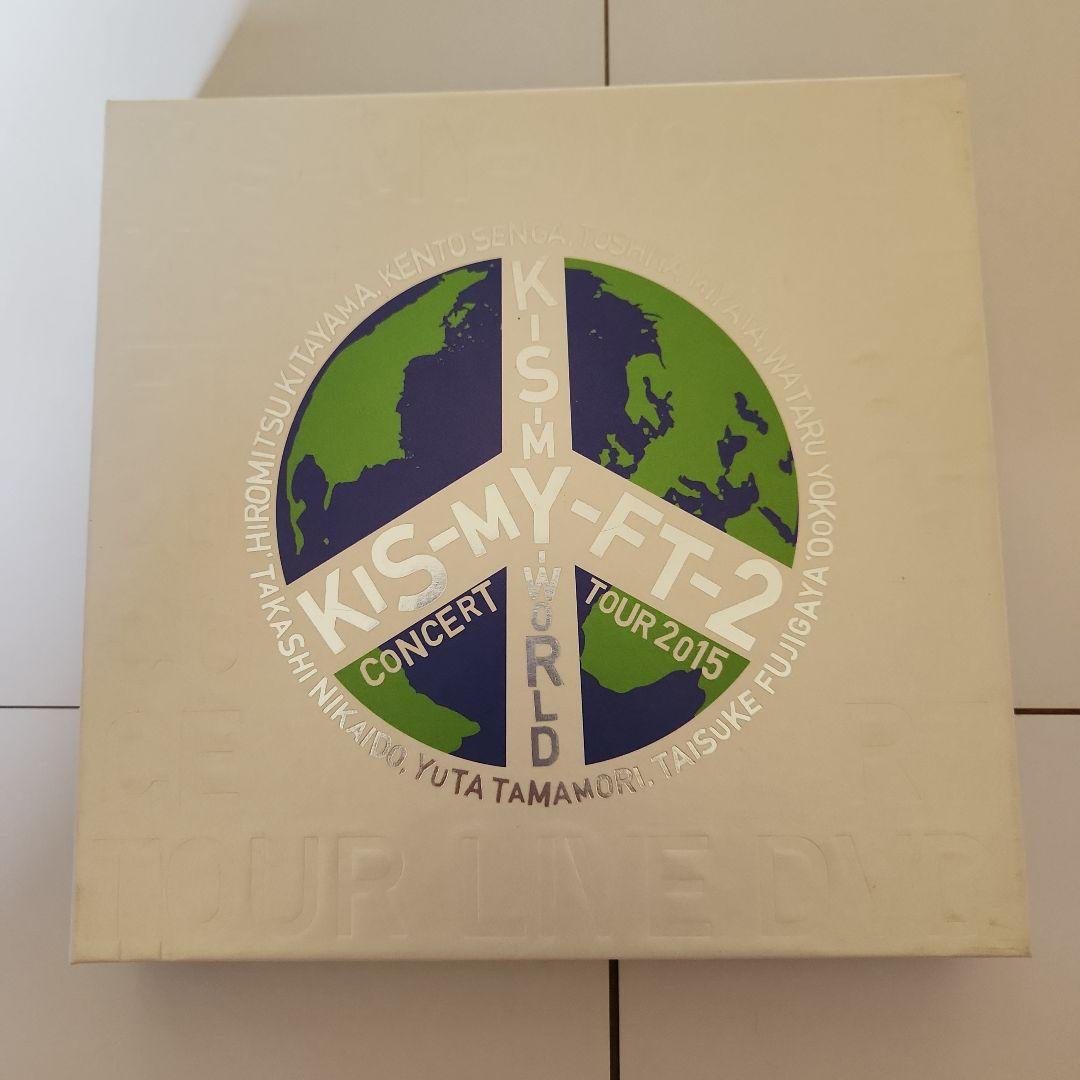 HIROMITSU KITAYAMA, KENTO SENGA, TOSHIYA MIYATA, WATARU YOKOO,
TAISUKE FUJIGAYA, YUTA TAMAMORI, TAKASHI NIKAIDO,
KiS-MY-WORLD
KiS-MY-FT-2
CONCERT TOUR 2015
TOUR LIVE DVD